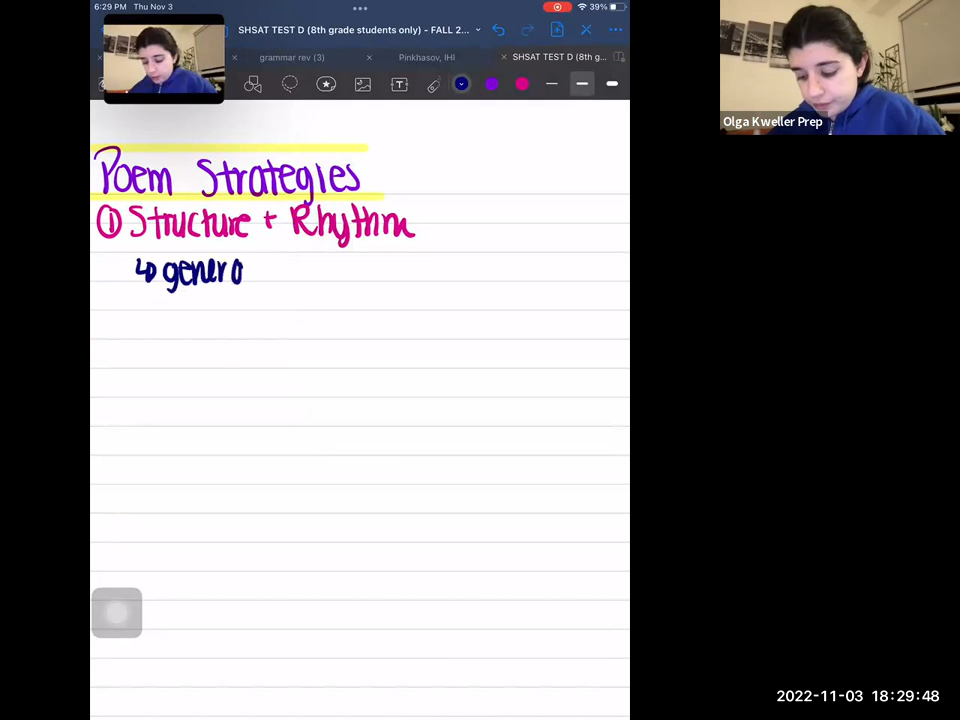 6:29 PM Thu Nov 3
39%
SHSAT TEST D (8th grade students only) - FALL 2...
grammar rev (3)
Pinkhasov, IHI
SHSAT TEST D (8th g...
Poem Strategies
① Structure + Rhythm
↳ genera
Olga Kweller Prep
2022-11-03 18:29:48